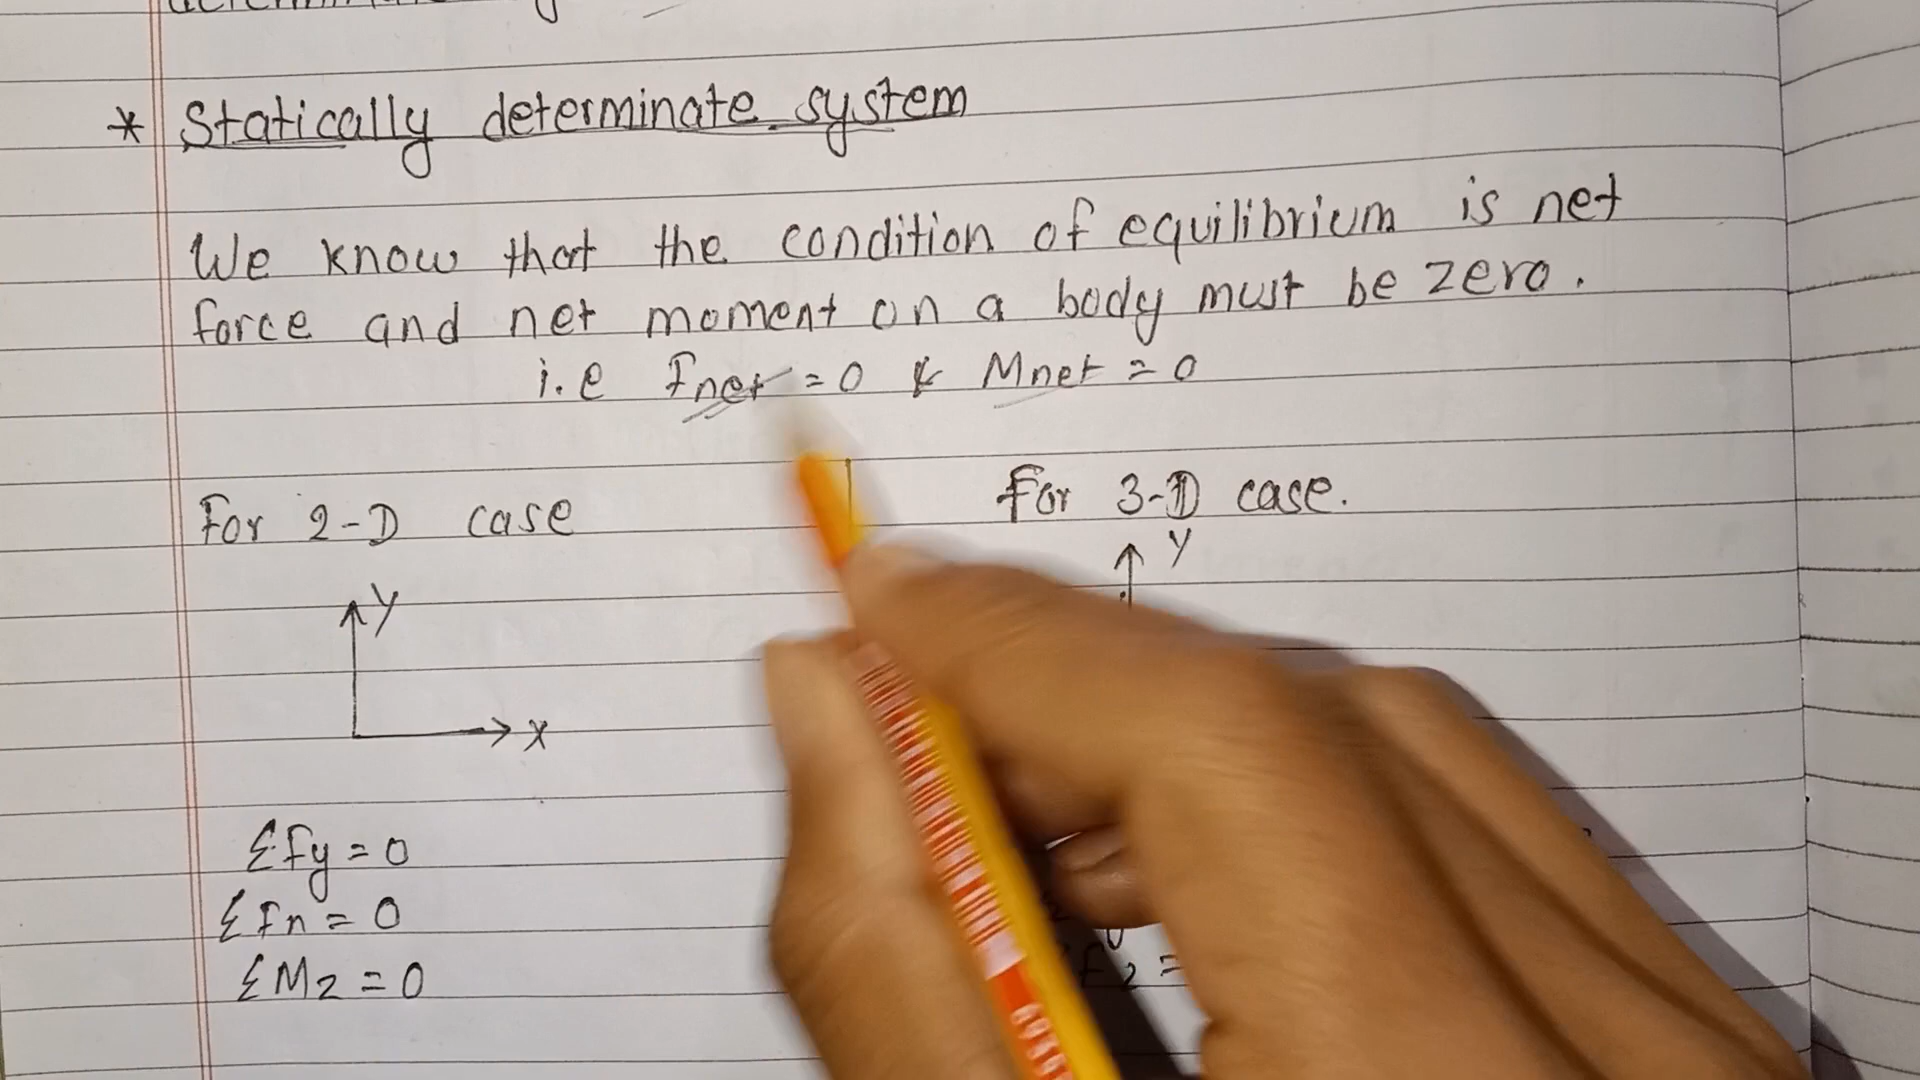 * Statically determinate system
We know that the condition of equilibrium is net
force and net moment on a body must be zero.
i.e Fnet = 0 & Mnet = 0
For 2-D case
For 3-D case.
Y
Y
X
ΣFy = 0
ΣFn = 0
ΣMz = 0
Fz =